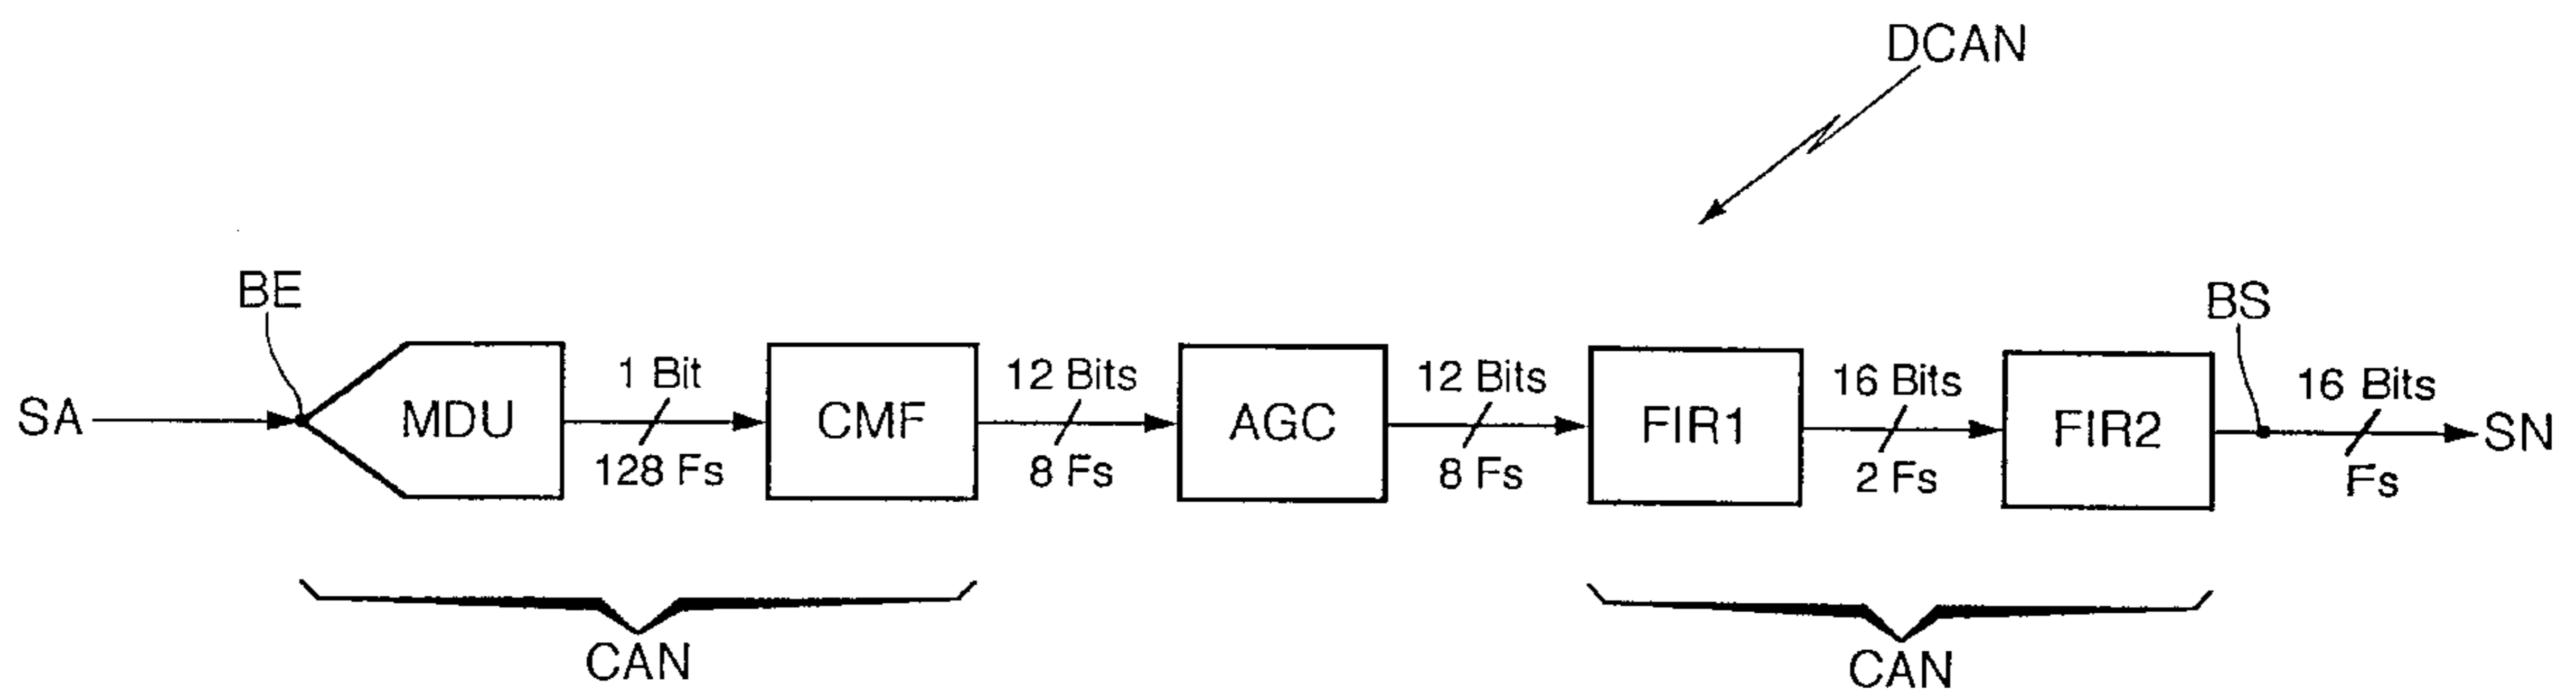 DCAN
BE
BS
1 Bit
12 Bits
12 Bits
16 Bits
16 Bits
SA
MDU
CMF
AGC
FIR1
FIR2
SN
128 Fs
8 Fs
8 Fs
2 Fs
Fs
CAN
CAN